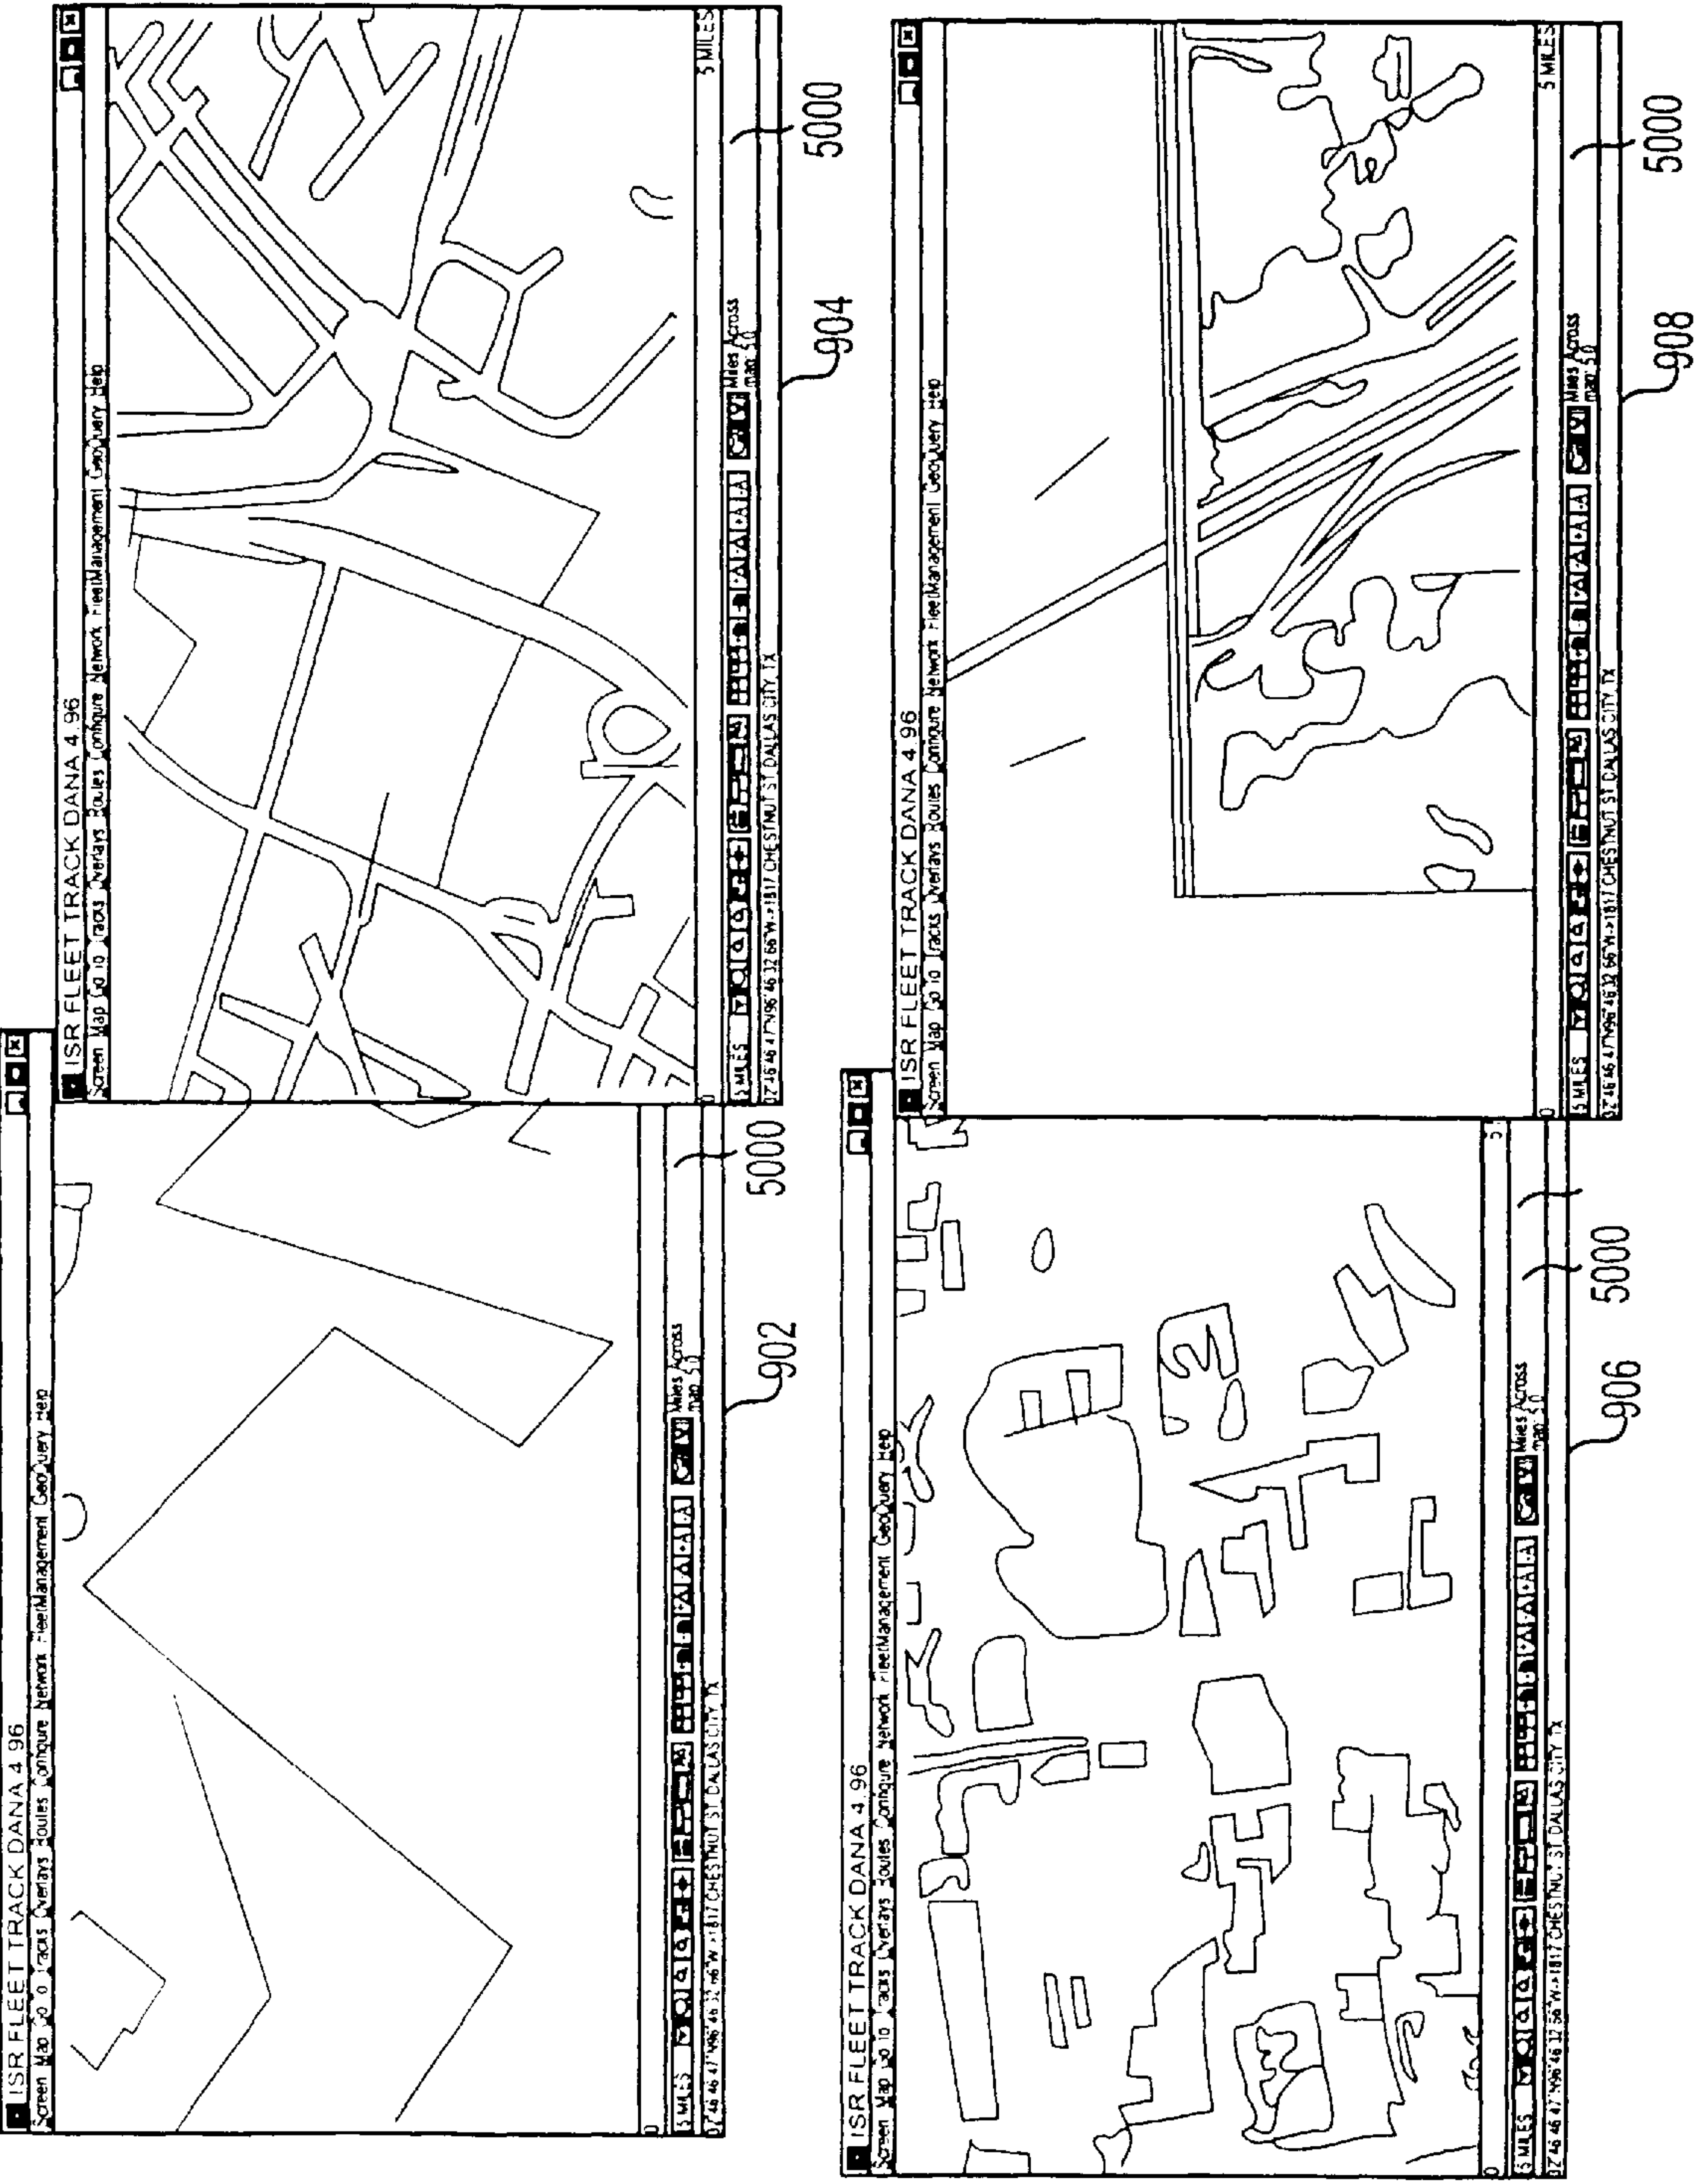 ISR FLEET TRACK DANA 4.96
Screen Map Go To Tracks Overlays Routes Configure Network FleetManagement GeoQuery Help
5 MILES
Miles Across
map: 5.0
CHESTNUT ST DALLAS CITY, TX
5000
902
ISR FLEET TRACK DANA 4.96
Screen Map Go To Tracks Overlays Routes Configure Network FleetManagement GeoQuery Help
0 5 MILES
5 MILES
Miles Across
map: 5.0
1817 CHESTNUT ST DALLAS CITY, TX
5000
904
ISR FLEET TRACK DANA 4.96
Screen Map Go To Tracks Overlays Routes Configure Network FleetManagement GeoQuery Help
0 5
5 MILES
Miles Across
map: 5.0
1817 CHESTNUT ST DALLAS CITY, TX
5000
906
ISR FLEET TRACK DANA 4.96
Screen Map Go To Tracks Overlays Routes Configure Network FleetManagement GeoQuery Help
0 5 MILES
5 MILES
Miles Across
map: 5.0
1817 CHESTNUT ST DALLAS CITY, TX
5000
908